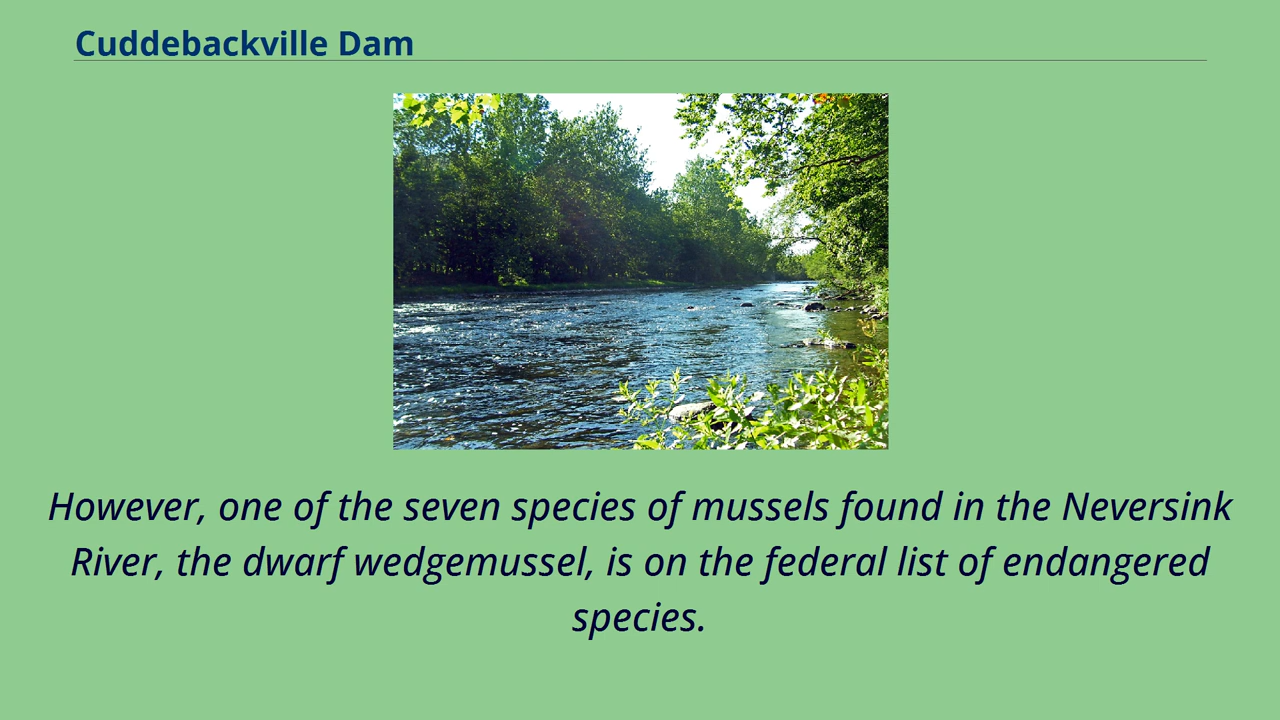 Cuddebackville Dam
However, one of the seven species of mussels found in the Neversink
River, the dwarf wedgemussel, is on the federal list of endangered
species.